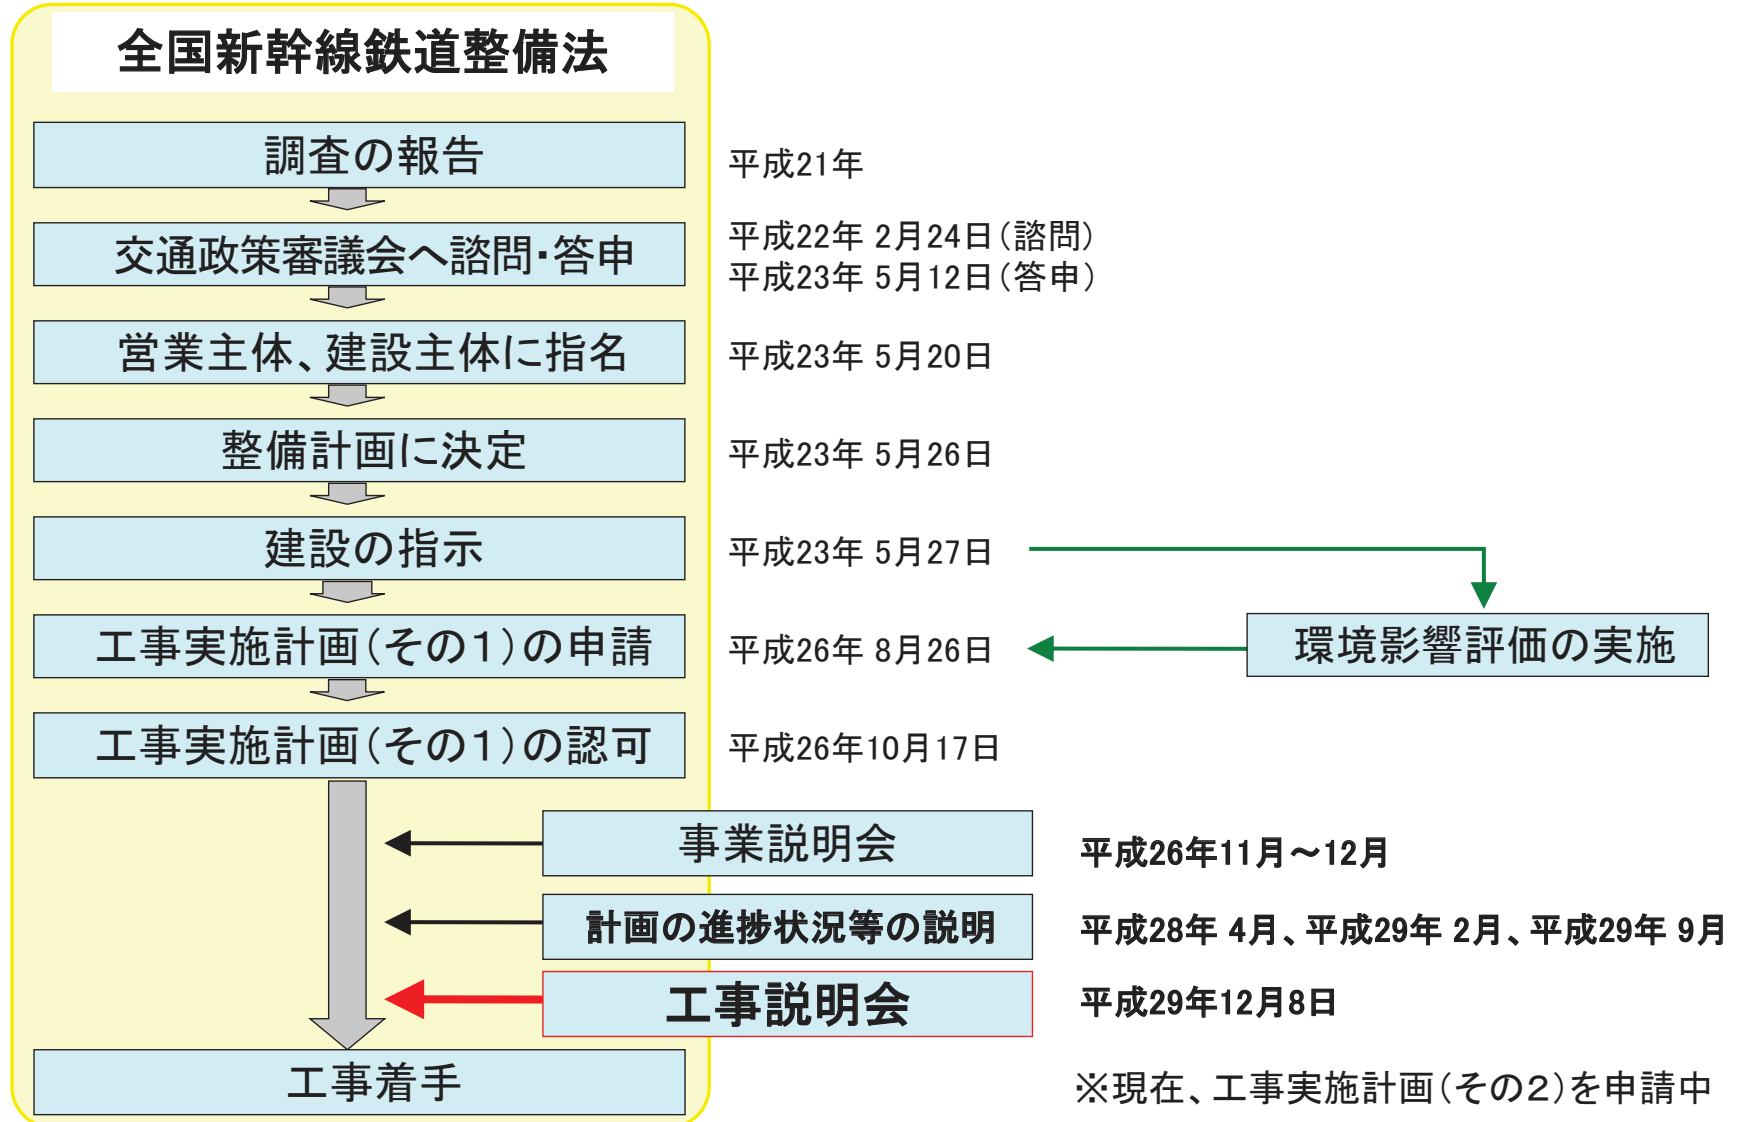 全国新幹線鉄道整備法
調査の報告
平成21年
交通政策審議会へ諮問・答申
平成22年 2月24日(諮問)
平成23年 5月12日(答申)
営業主体、建設主体に指名
平成23年 5月20日
整備計画に決定
平成23年 5月26日
建設の指示
平成23年 5月27日
工事実施計画(その1)の申請
平成26年 8月26日
環境影響評価の実施
工事実施計画(その1)の認可
平成26年10月17日
事業説明会
平成26年11月~12月
計画の進捗状況等の説明
平成28年 4月、平成29年 2月、平成29年 9月
工事説明会
平成29年12月8日
工事着手
※現在、工事実施計画(その2)を申請中